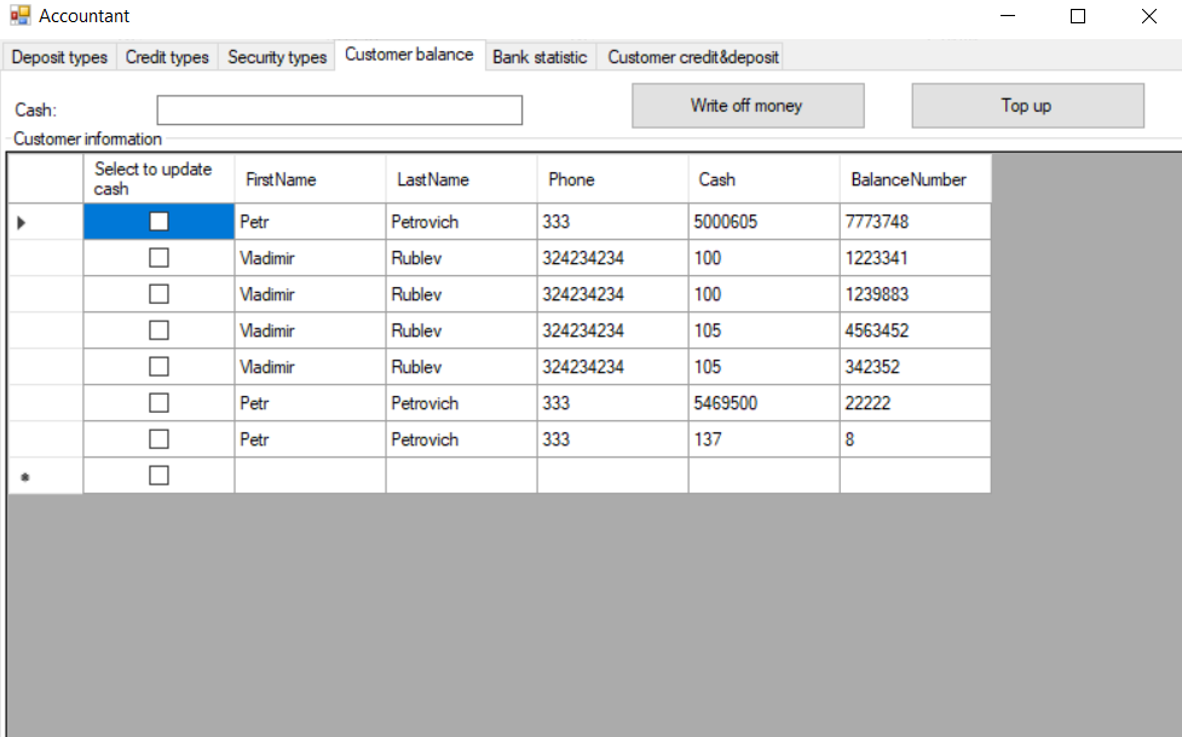 Accountant
Deposit types Credit types Security types Customer balance Bank statistic Customer credit&deposit
Cash: Write off money Top up
Customer information
Select to update cash FirstName LastName Phone Cash BalanceNumber
Petr Petrovich 333 5000605 7773748
Vladimir Rublev 324234234 100 1223341
Vladimir Rublev 324234234 100 1239883
Vladimir Rublev 324234234 105 4563452
Vladimir Rublev 324234234 105 342352
Petr Petrovich 333 5469500 22222
Petr Petrovich 333 137 8